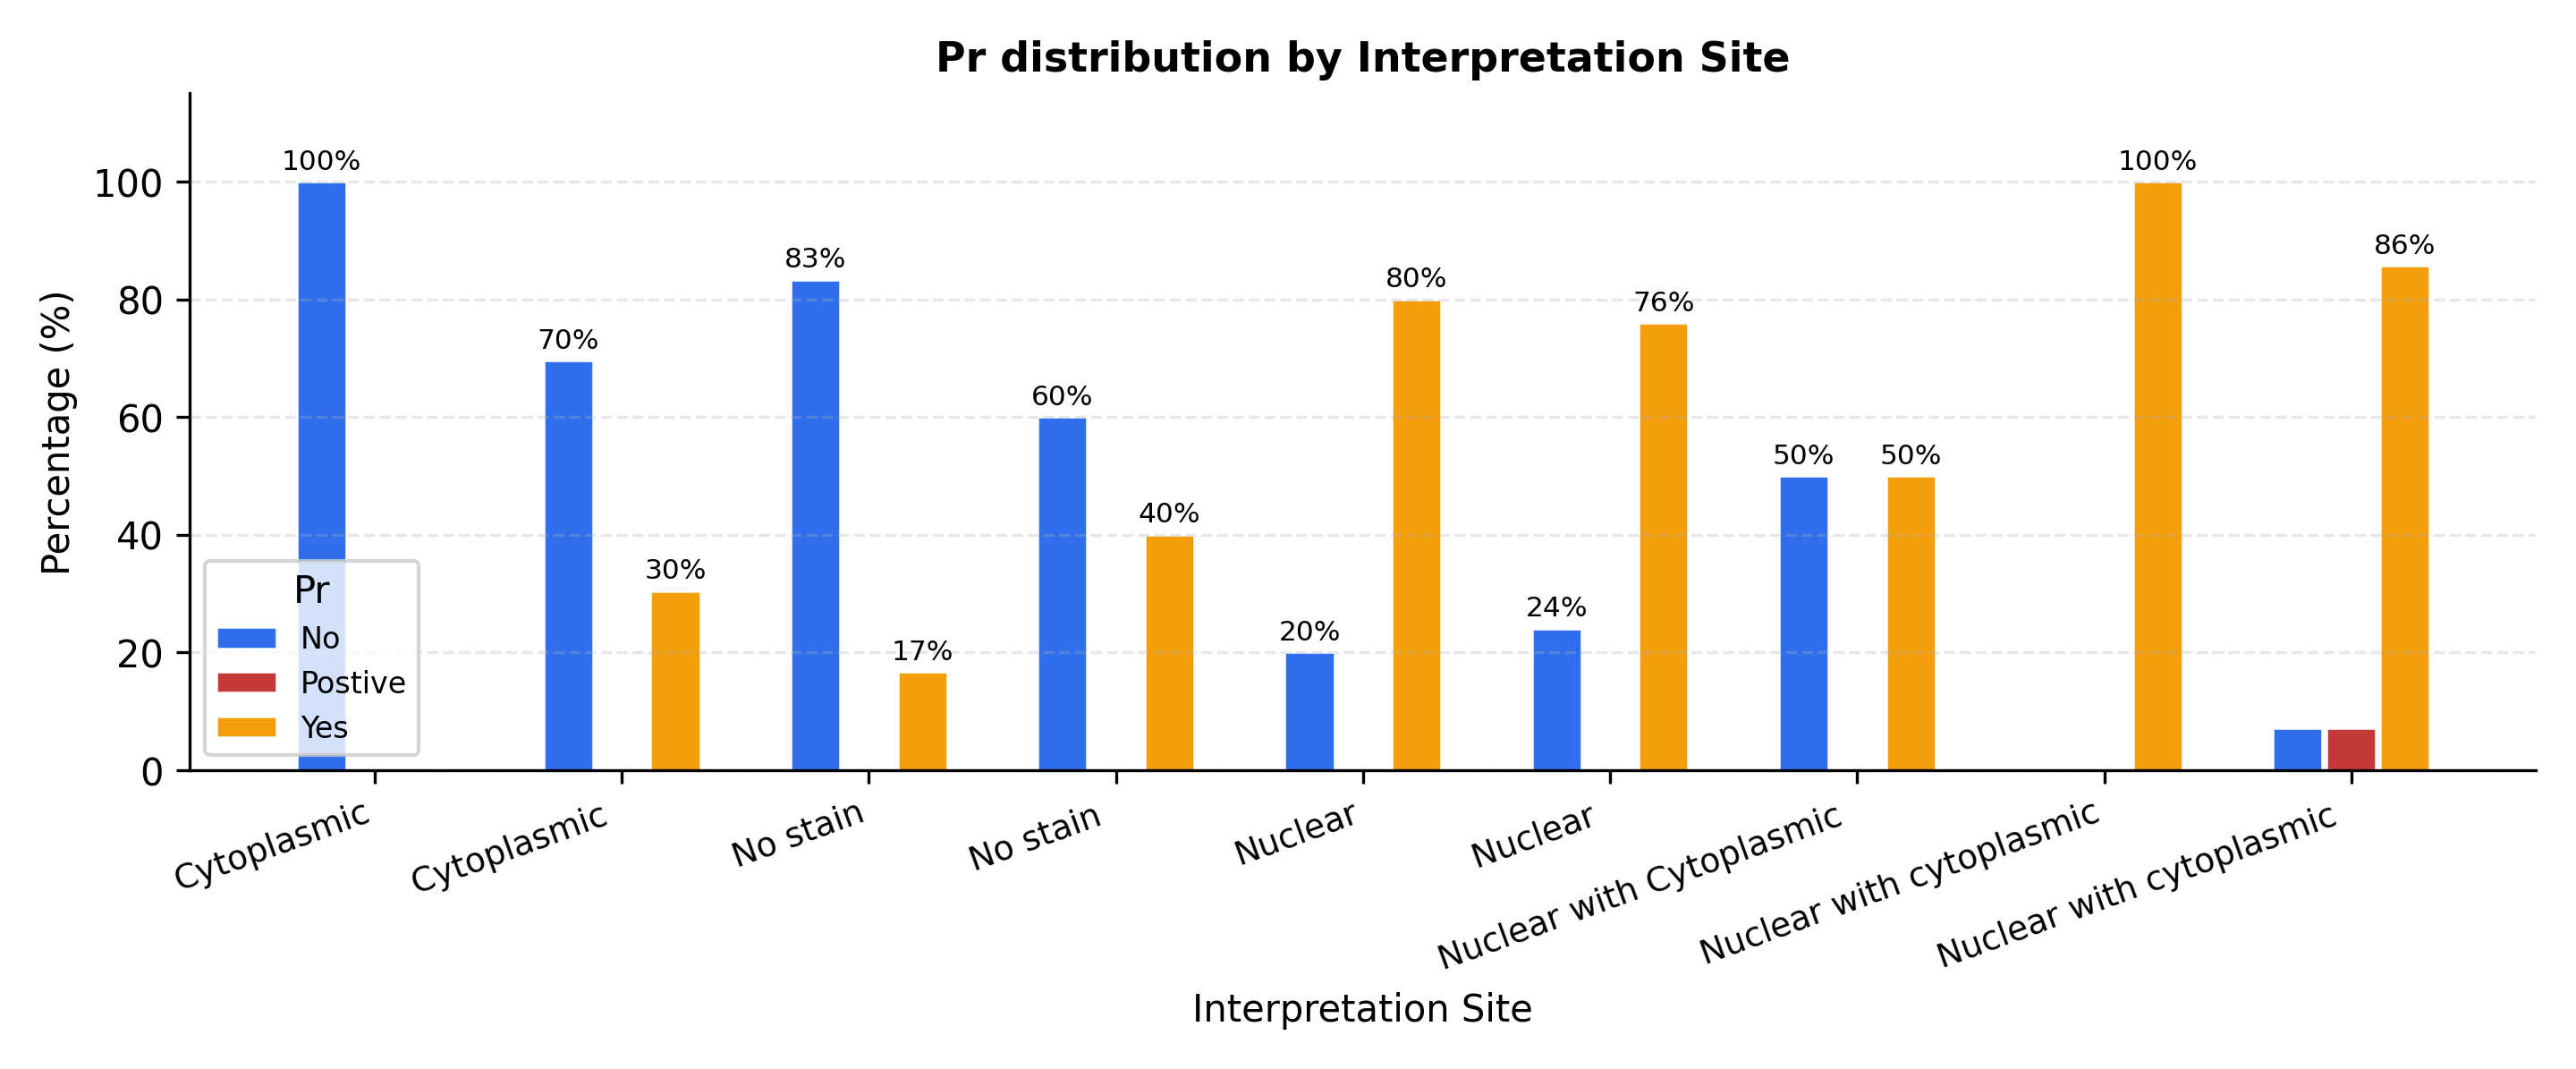 Pr distribution by Interpretation Site
Percentage (%)
100
80
60
40
20
0
100%
70%
30%
83%
17%
60%
40%
20%
80%
24%
76%
50%
50%
100%
86%
Pr
No
Postive
Yes
Cytoplasmic
Cytoplasmic
No stain
No stain
Nuclear
Nuclear
Nuclear with Cytoplasmic
Nuclear with cytoplasmic
Nuclear with cytoplasmic
Interpretation Site